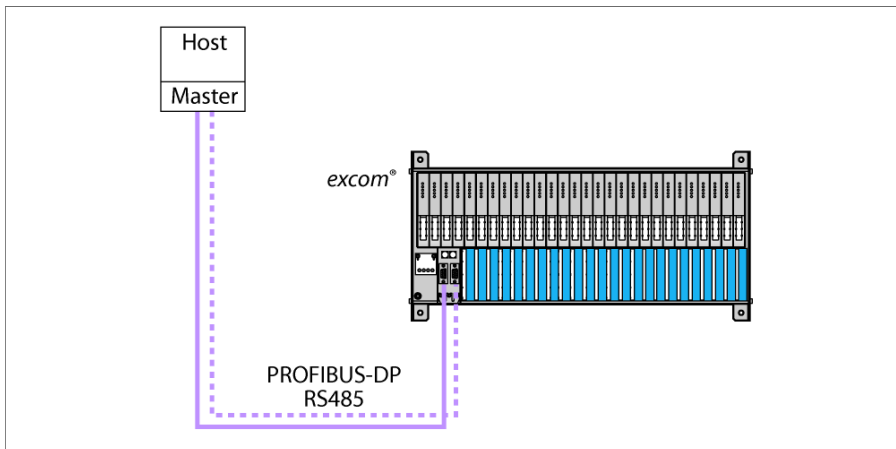 Host
Master
excom®
PROFIBUS-DP
RS485